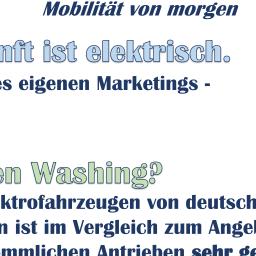 Mobilität von morgen
nft ist elektrisch.
es eigenen Marketings -
en Washing?
ktrofahrzeugen von deutsch
n ist im Vergleich zum Angel
ömmlichen Antrieben sehr ge